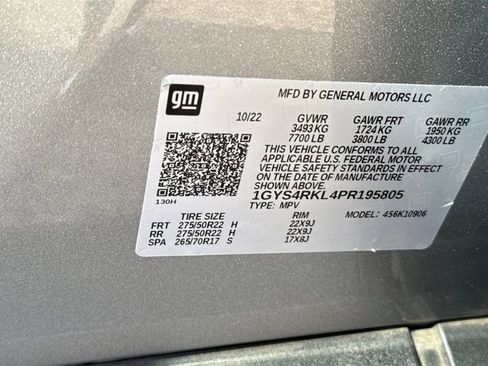 gm
MFD BY GENERAL MOTORS LLC
10/22 GVWR GAWR FRT GAWR RR
3493 KG 1724 KG 1950 KG
7700 LB 3800 LB 4300 LB
THIS VEHICLE CONFORMS TO ALL
APPLICABLE U.S. FEDERAL MOTOR
VEHICLE SAFETY STANDARDS IN EFFECT
ON THE DATE OF MANUFACTURE SHOWN ABOVE.
1GYS4RKL4PR195805
130H TYPE: MPV MODEL: 456K10906
TIRE SIZE RIM
FRT 275/50R22 H 22X9J
RR 275/50R22 H 22X9J
SPA 265/70R17 S 17X8J